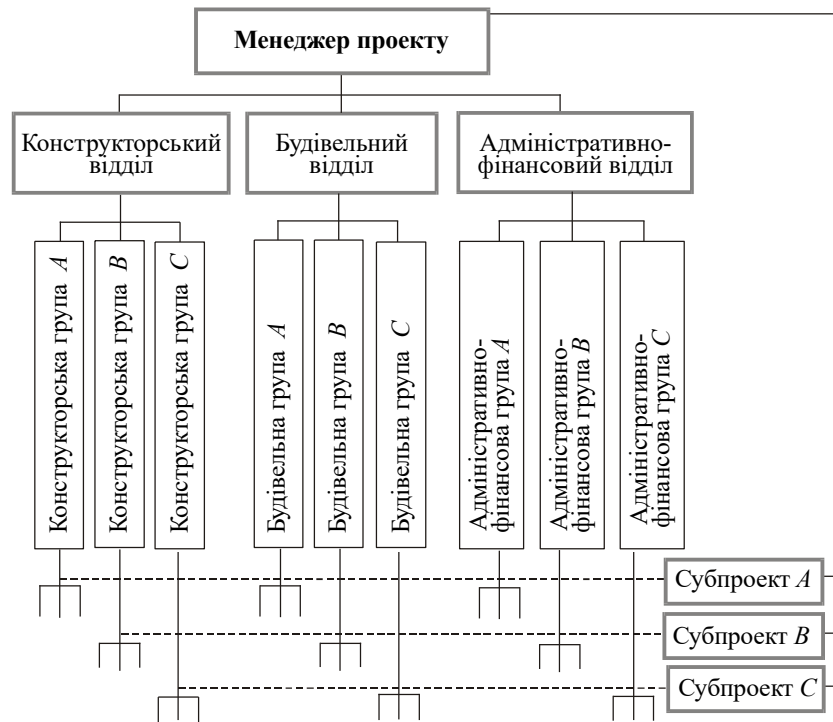 Менеджер проекту
Конструкторський
відділ
Будівельний
відділ
Адміністративно-
фінансовий відділ
Конструкторська група A
Конструкторська група B
Конструкторська група C
Будівельна група A
Будівельна група B
Будівельна група C
Адміністративно-
фінансова група A
Адміністративно-
фінансова група B
Адміністративно-
фінансова група C
Субпроект A
Субпроект B
Субпроект C